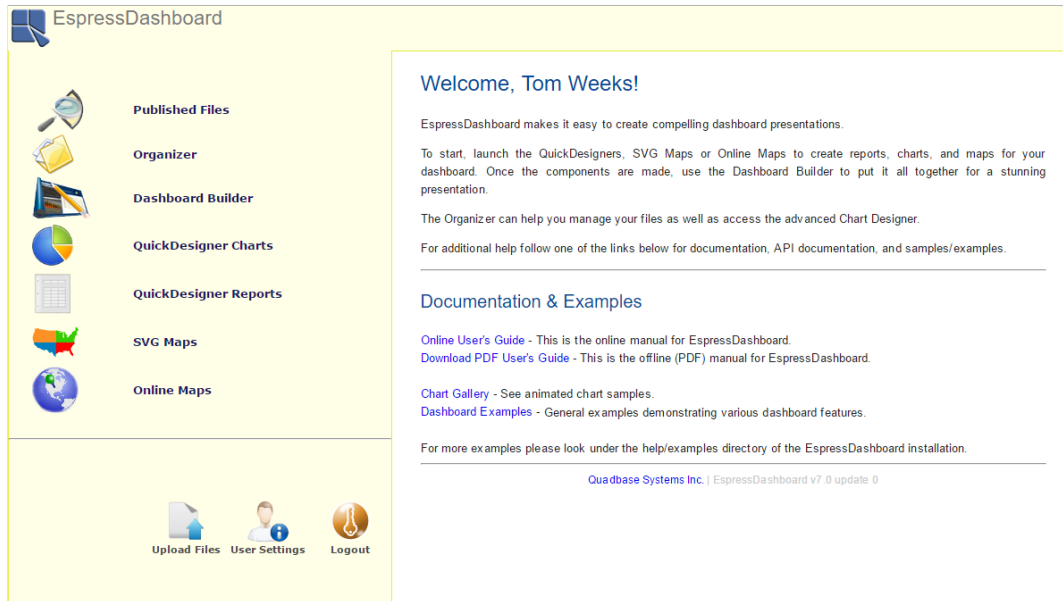 EspressDashboard
Published Files
Organizer
Dashboard Builder
QuickDesigner Charts
QuickDesigner Reports
SVG Maps
Online Maps
Upload Files
User Settings
Logout
Welcome, Tom Weeks!
EspressDashboard makes it easy to create compelling dashboard presentations.
To start, launch the QuickDesigners, SVG Maps or Online Maps to create reports, charts, and maps for your
dashboard. Once the components are made, use the Dashboard Builder to put it all together for a stunning
presentation.
The Organizer can help you manage your files as well as access the advanced Chart Designer.
For additional help follow one of the links below for documentation, API documentation, and samples/examples.
Documentation & Examples
Online User's Guide - This is the online manual for EspressDashboard.
Download PDF User's Guide - This is the offline (PDF) manual for EspressDashboard.
Chart Gallery - See animated chart samples.
Dashboard Examples - General examples demonstrating various dashboard features.
For more examples please look under the help/examples directory of the EspressDashboard installation.
Quadbase Systems Inc. | EspressDashboard v7.0 update 0